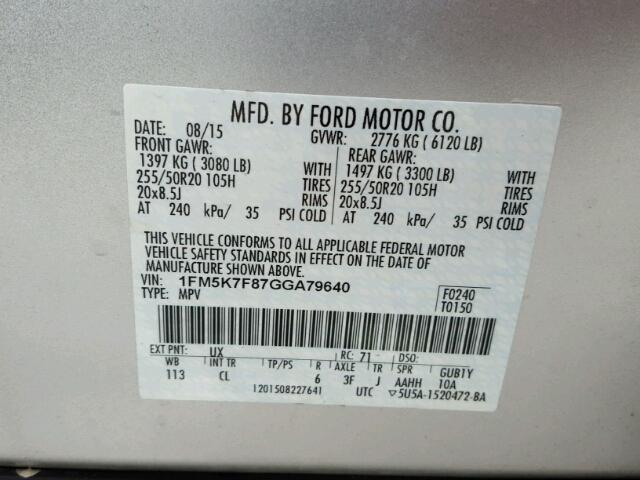 MFD. BY FORD MOTOR CO.
DATE: 08/15 GVWR: 2776 KG ( 6120 LB)
FRONT GAWR: REAR GAWR:
1397 KG ( 3080 LB) WITH 1497 KG ( 3300 LB) WITH
255/50R20 105H TIRES 255/50R20 105H TIRES
20x8.5J RIMS 20x8.5J RIMS
AT 240 kPa/ 35 PSI COLD AT 240 kPa/ 35 PSI COLD
THIS VEHICLE CONFORMS TO ALL APPLICABLE FEDERAL MOTOR
VEHICLE SAFETY STANDARDS IN EFFECT ON THE DATE OF
MANUFACTURE SHOWN ABOVE.
VIN: 1FM5K7F87GGA79640 F0240
TYPE: MPV T0150
EXT PNT: UX RC: 71 DSO:
WB INT TR TP/PS R AXLE TR SPR GUB1Y
113 CL 6 3F J AAHH 10A
1201508227641 UTC ▽5U5A-1520472-BA